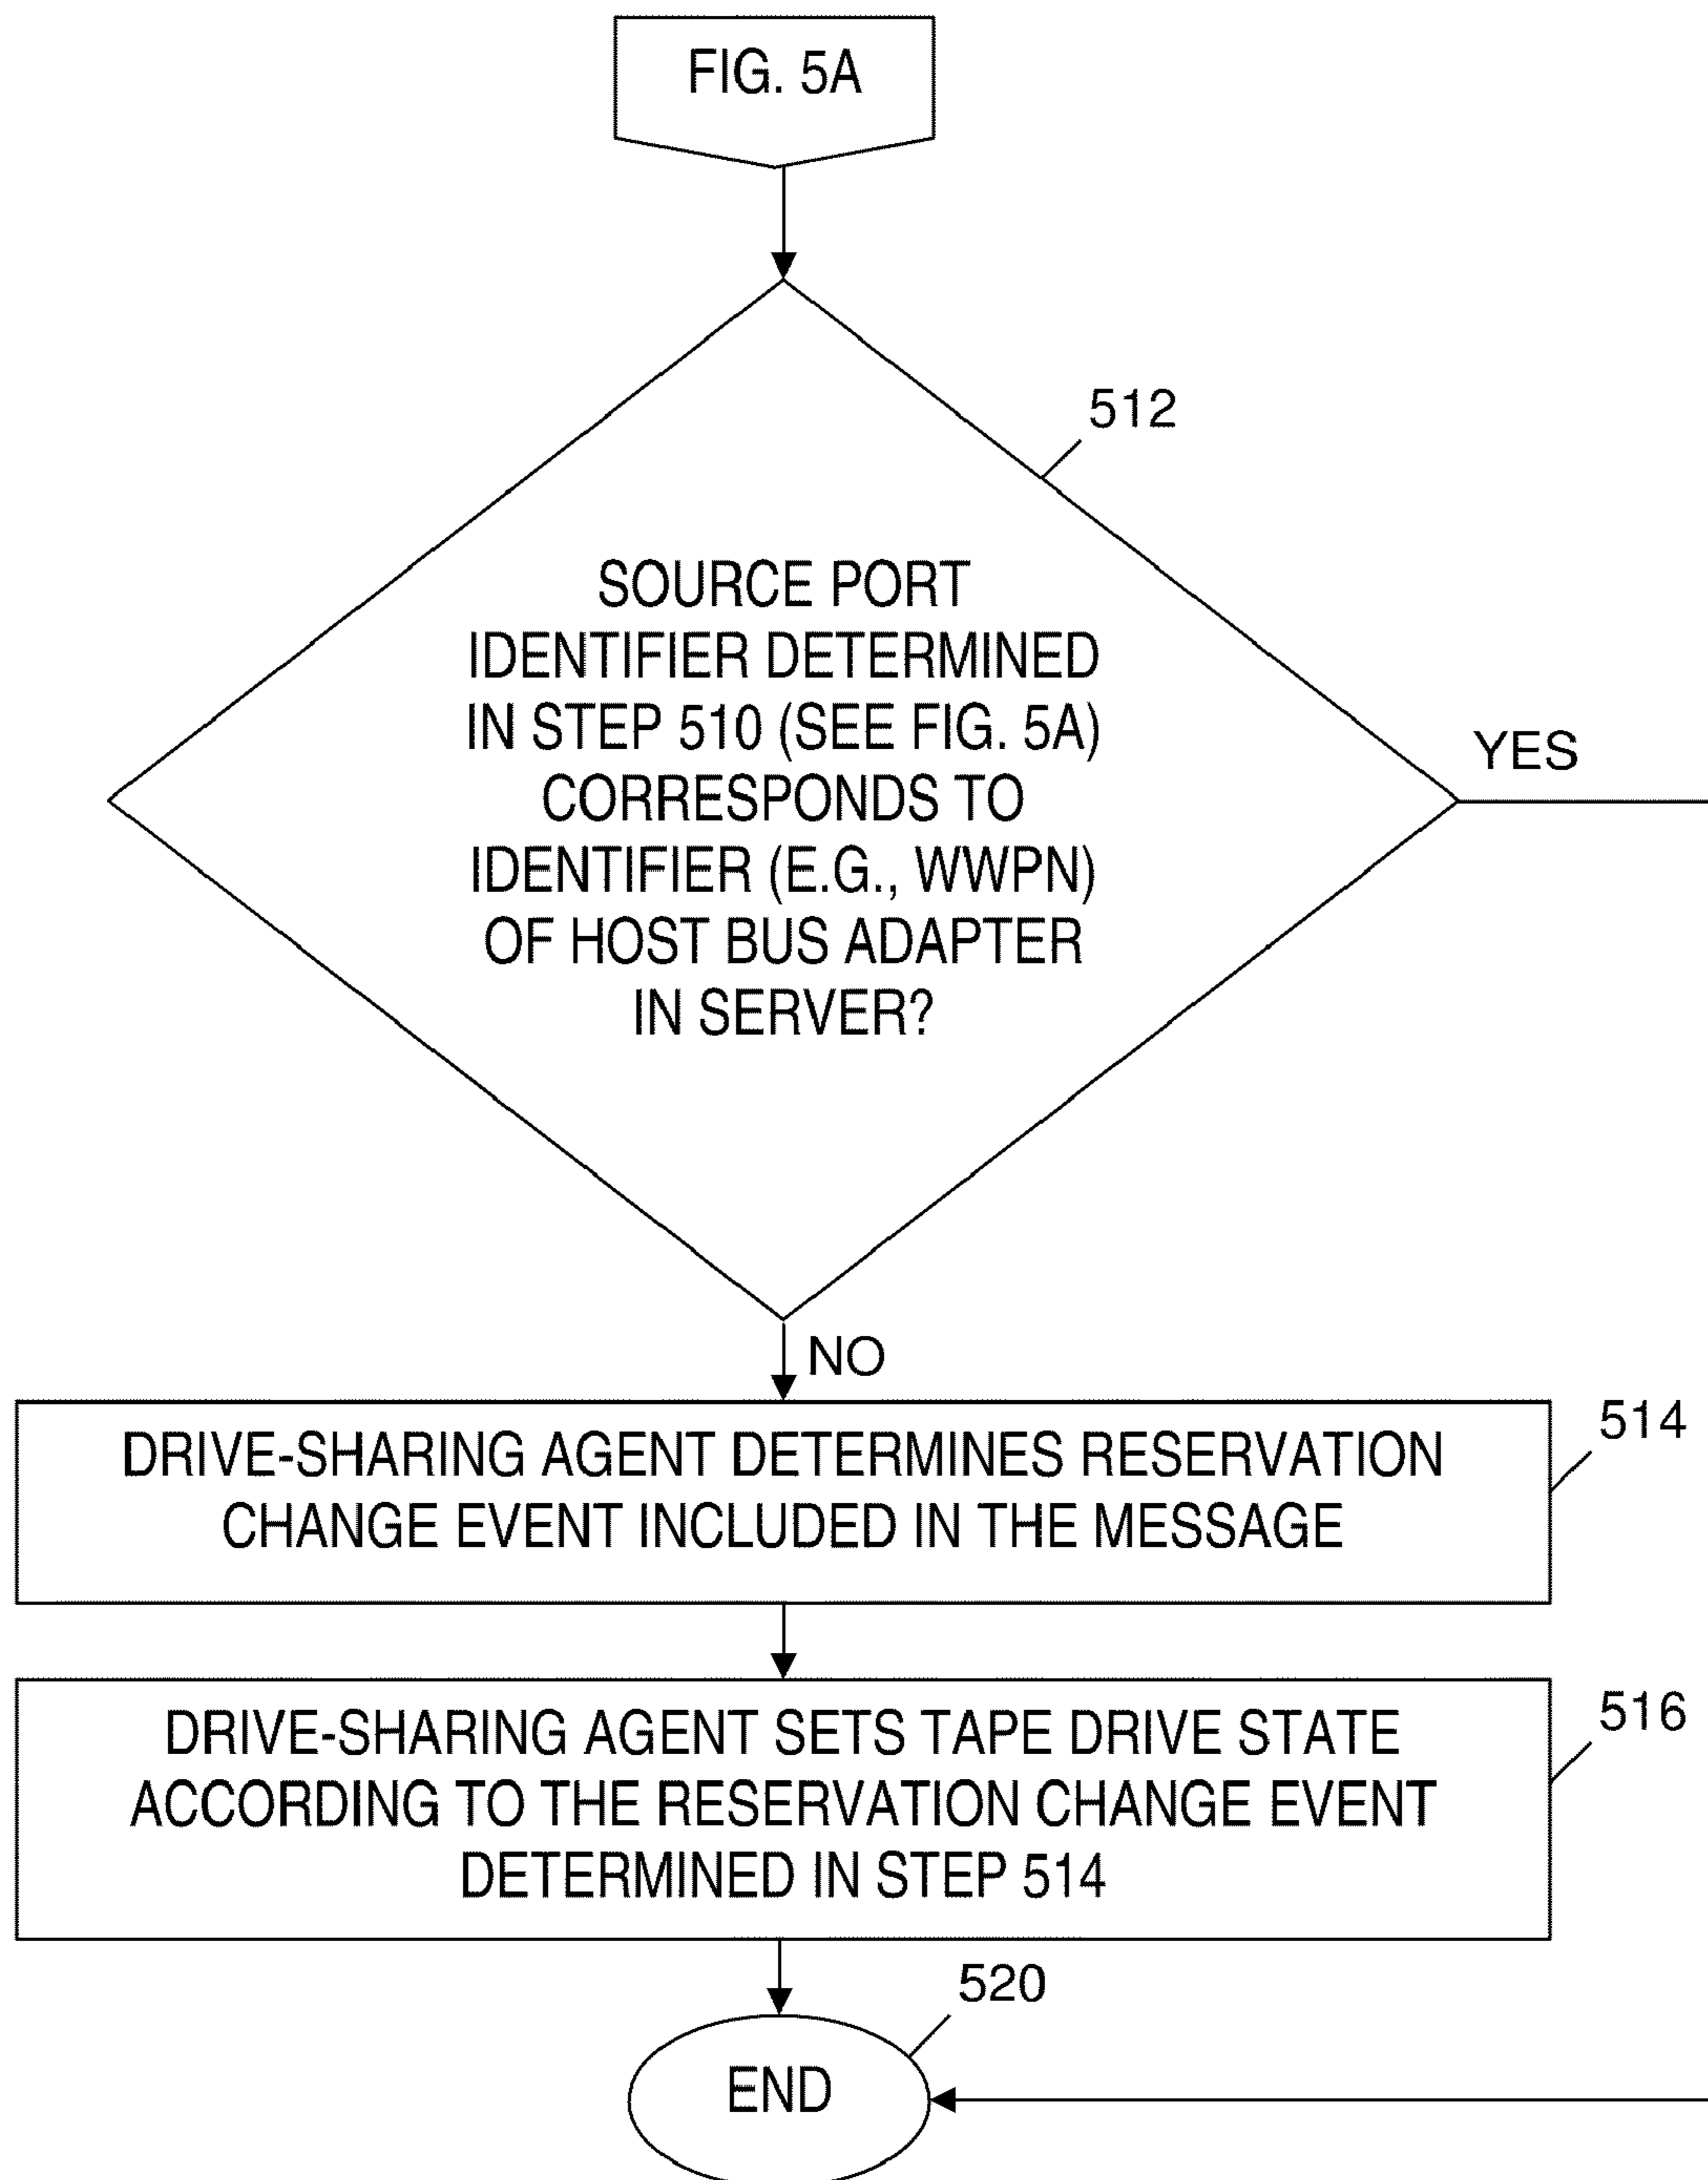 FIG. 5A
512
SOURCE PORT
IDENTIFIER DETERMINED
IN STEP 510 (SEE FIG. 5A)
CORRESPONDS TO
IDENTIFIER (E.G., WWPN)
OF HOST BUS ADAPTER
IN SERVER?
YES
NO
514
DRIVE-SHARING AGENT DETERMINES RESERVATION
CHANGE EVENT INCLUDED IN THE MESSAGE
516
DRIVE-SHARING AGENT SETS TAPE DRIVE STATE
ACCORDING TO THE RESERVATION CHANGE EVENT
DETERMINED IN STEP 514
520
END